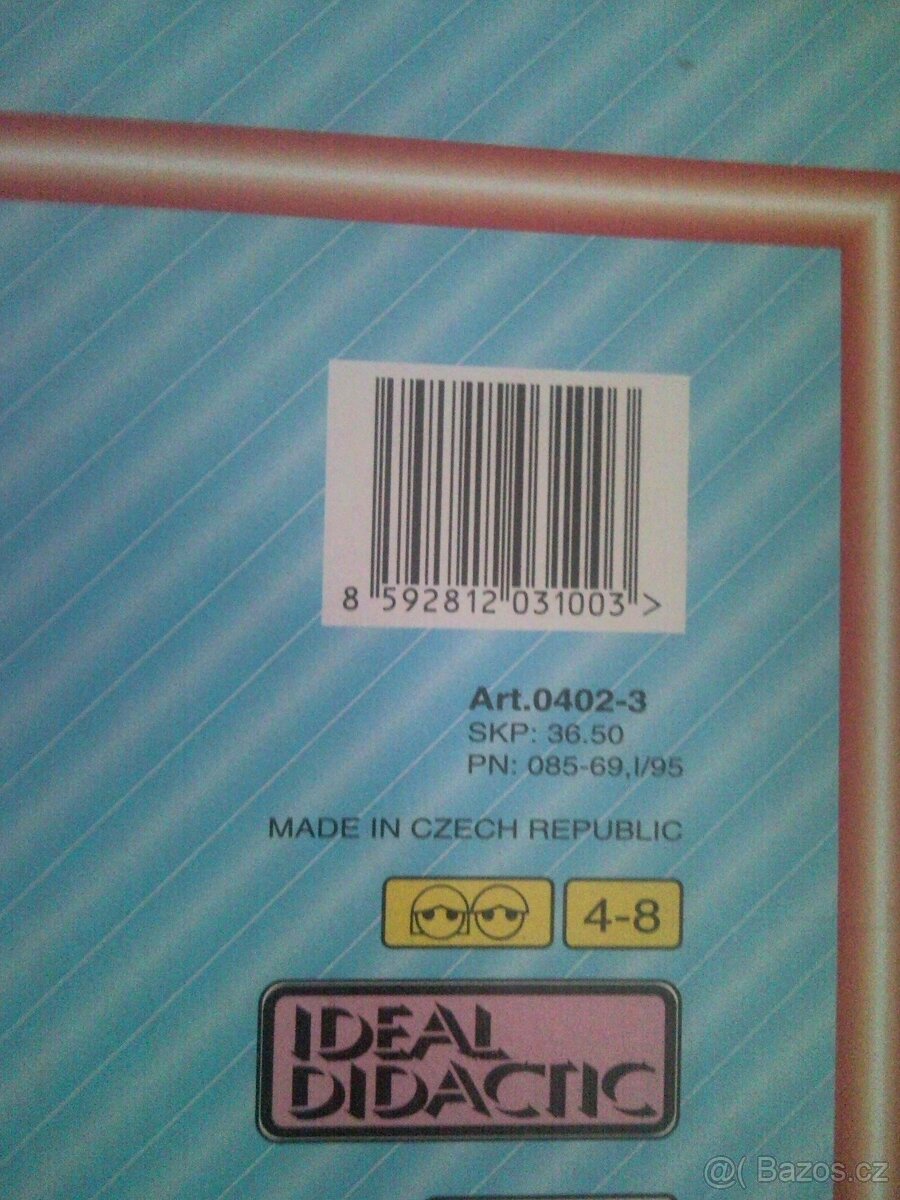 8 592812 031003 >
Art.0402-3
SKP: 36.50
PN: 085-69,I/95
MADE IN CZECH REPUBLIC
4-8
IDEAL
DIDACTIC
@( Bazos.cz